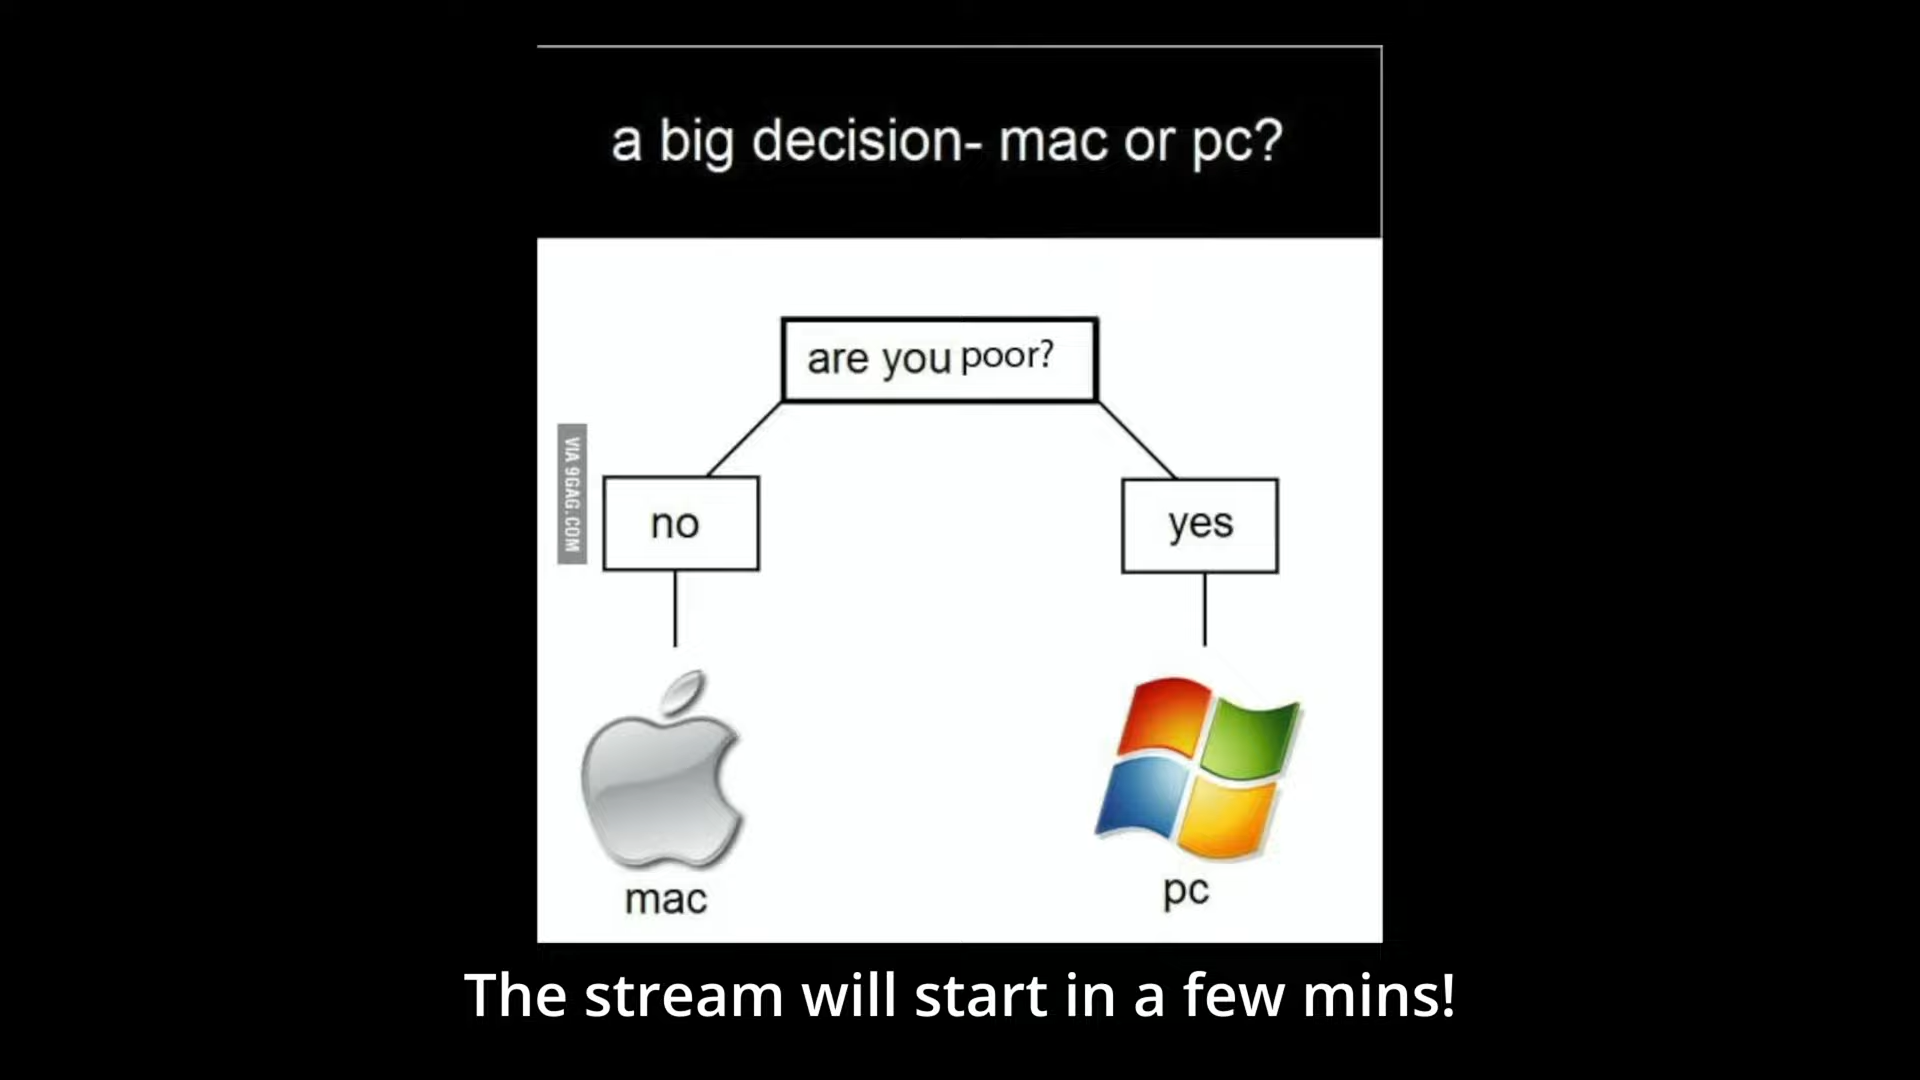 a big decision- mac or pc?
are you poor?
VIA 9GAG.COM
no
yes
mac
pc
The stream will start in a few mins!